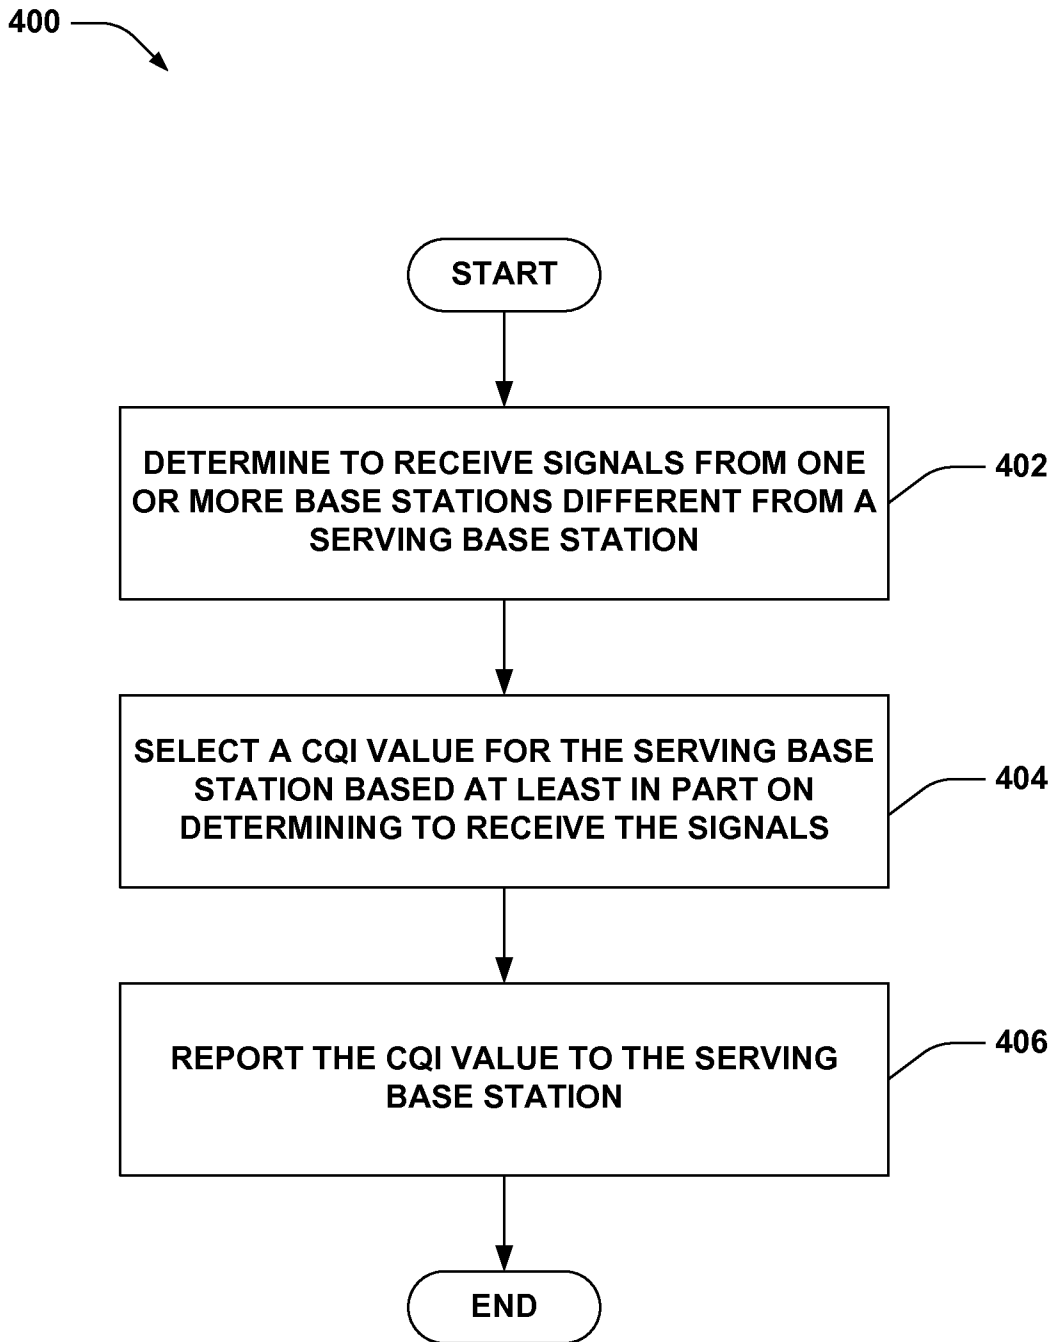 400
START
DETERMINE TO RECEIVE SIGNALS FROM ONE
OR MORE BASE STATIONS DIFFERENT FROM A
SERVING BASE STATION
402
SELECT A CQI VALUE FOR THE SERVING BASE
STATION BASED AT LEAST IN PART ON
DETERMINING TO RECEIVE THE SIGNALS
404
REPORT THE CQI VALUE TO THE SERVING
BASE STATION
406
END